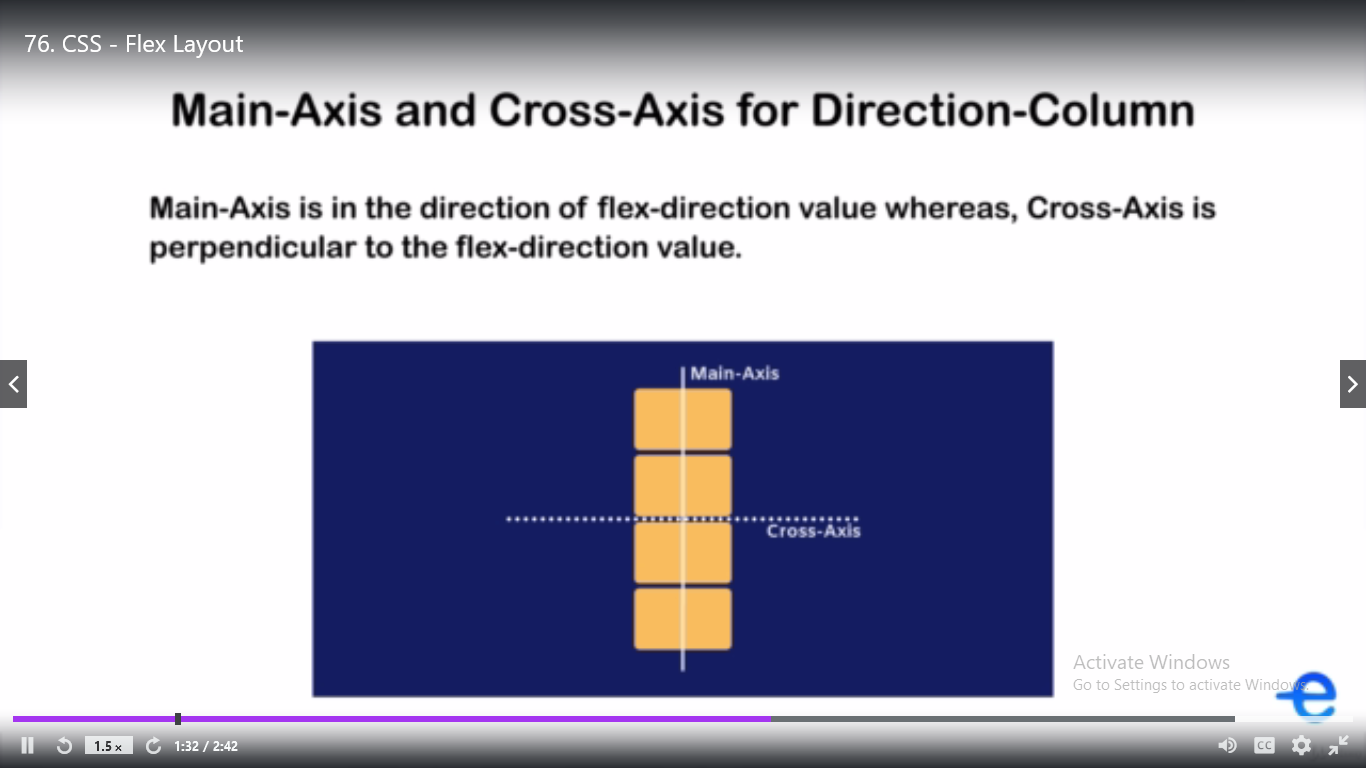 76. CSS - Flex Layout
Main-Axis and Cross-Axis for Direction-Column
Main-Axis is in the direction of flex-direction value whereas, Cross-Axis is
perpendicular to the flex-direction value.
Main-Axis
Cross-Axis
Activate Windows
Go to Settings to activate Windows.
1.5 x
1:32 / 2:42
CC